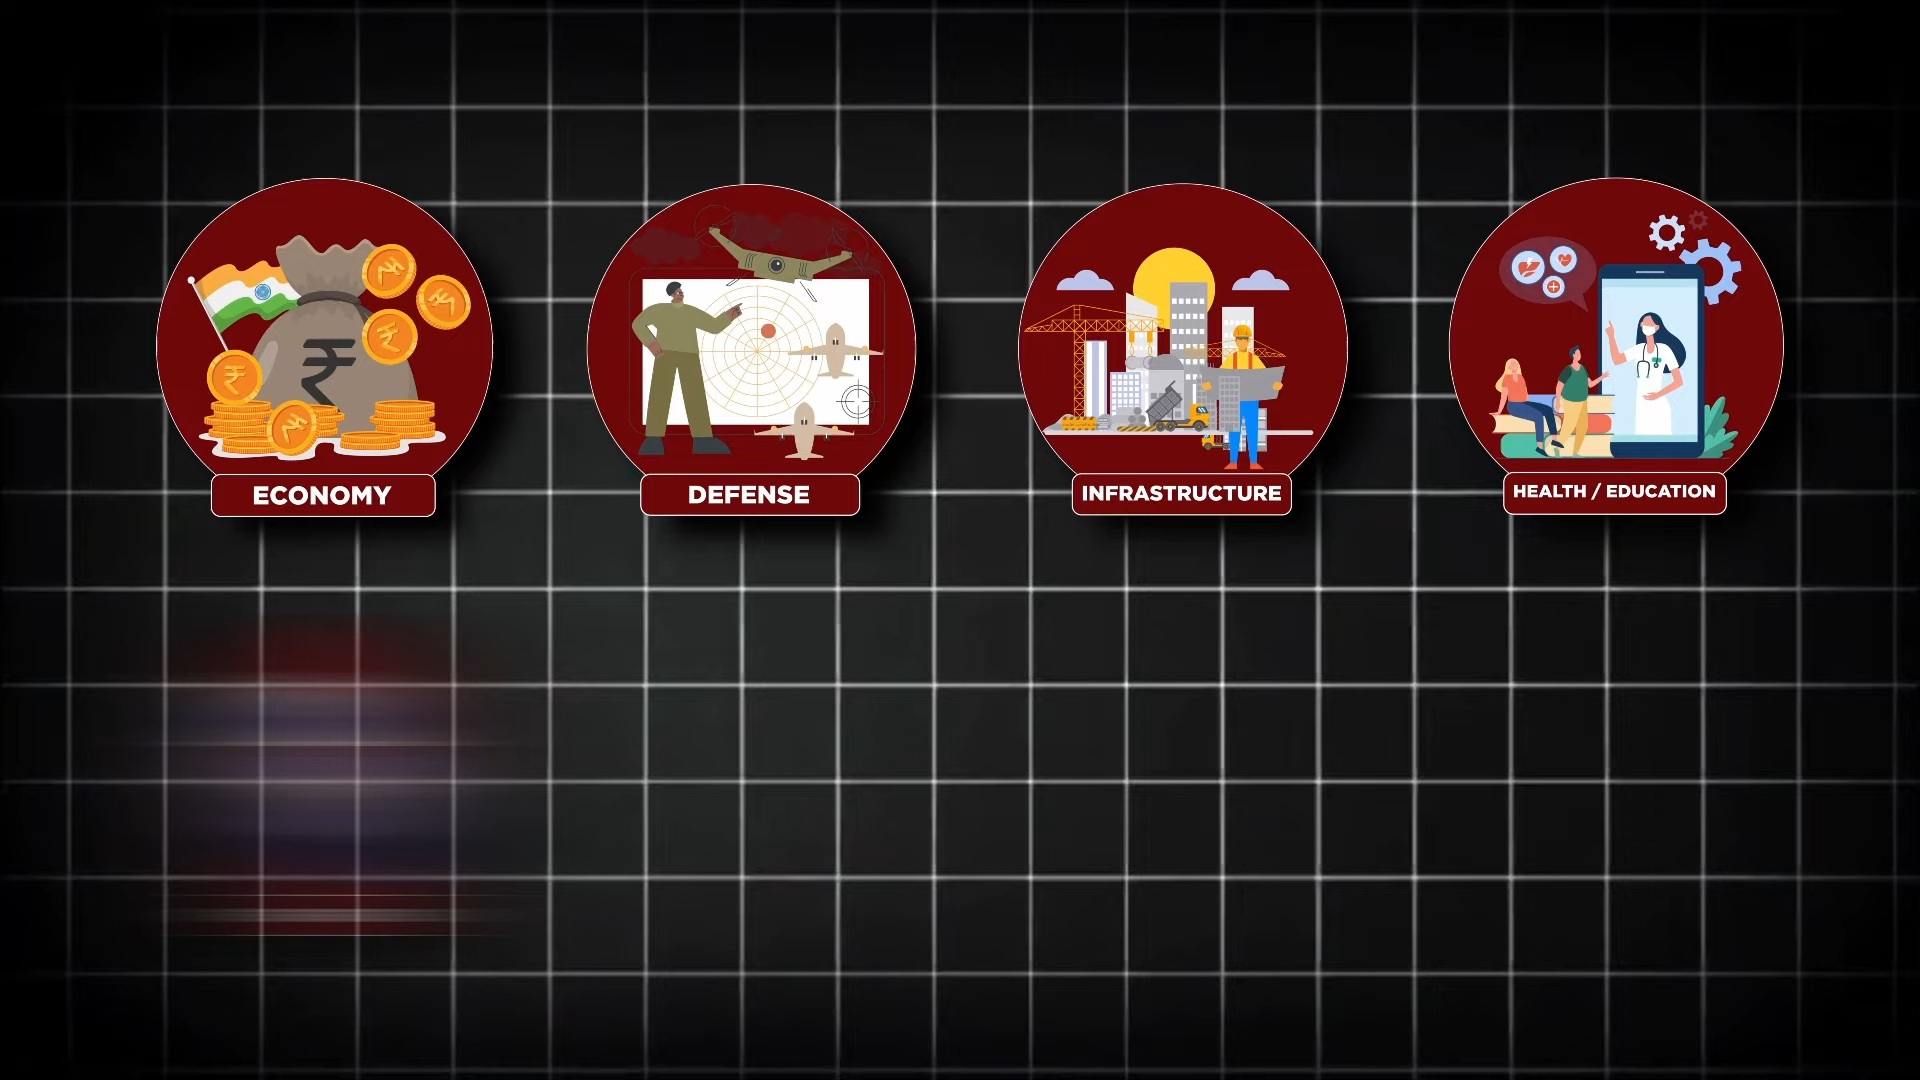 ₹
₹
₹
₹
₹
₹
ECONOMY
DEFENSE
INFRASTRUCTURE
HEALTH / EDUCATION